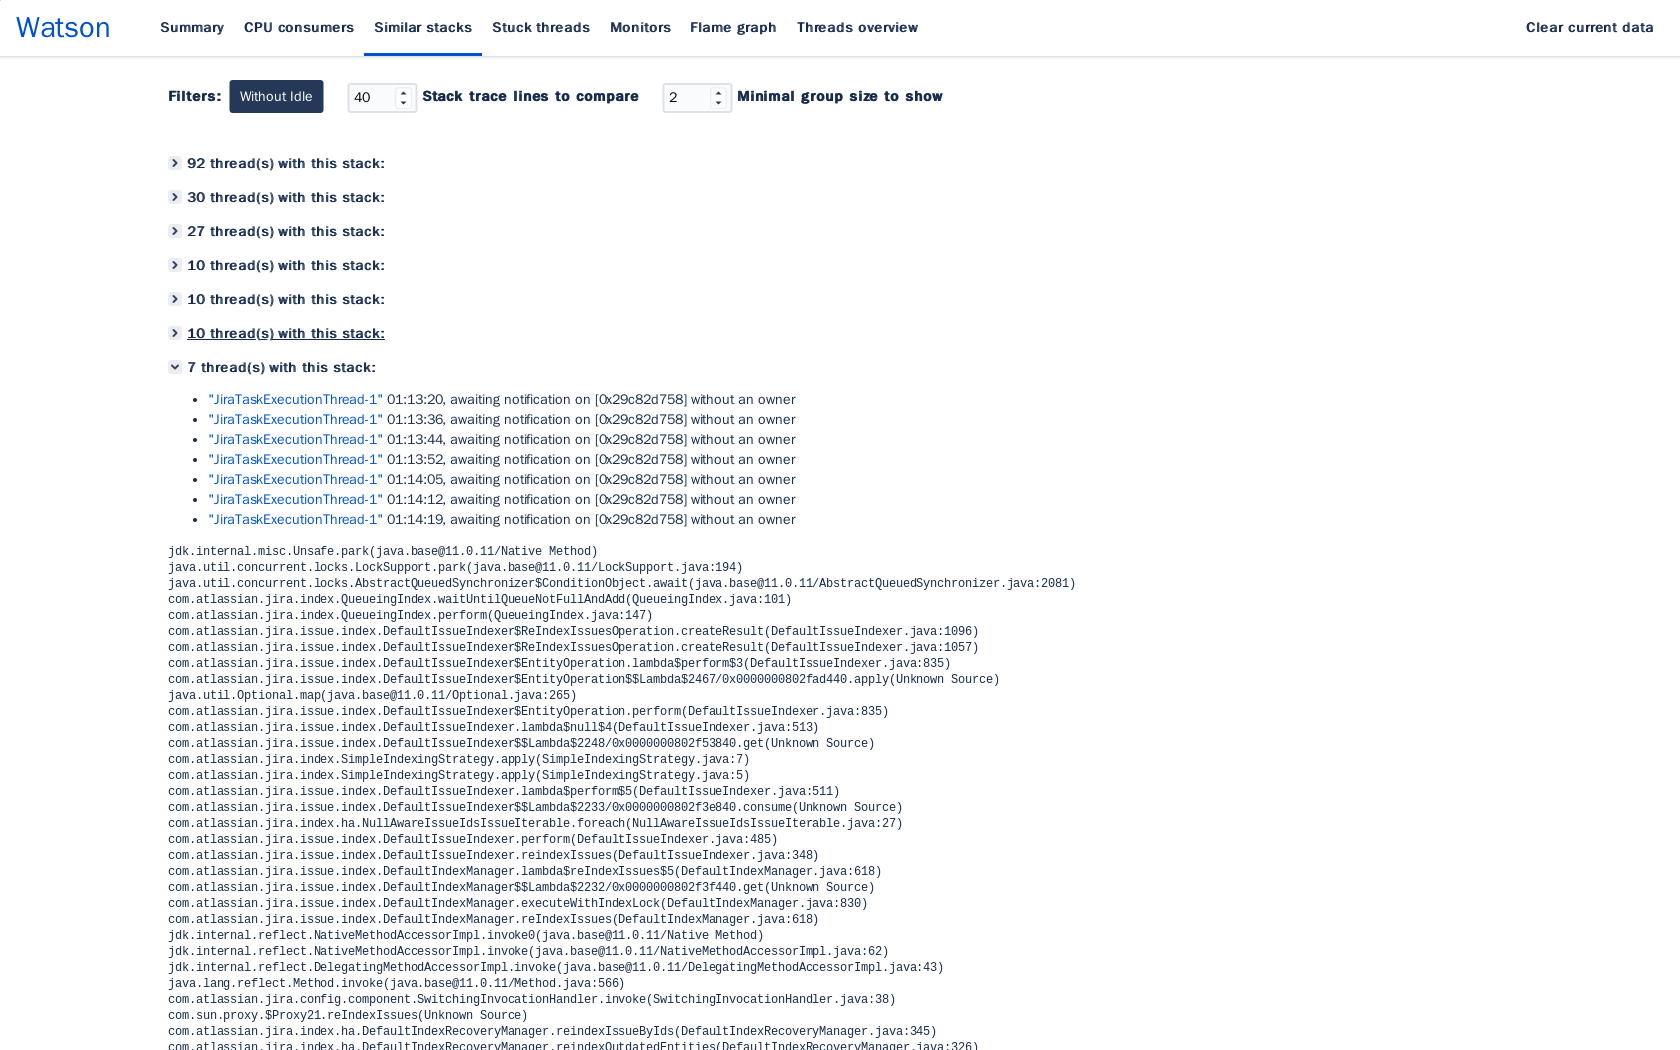 Watson Summary CPU consumers Similar stacks Stuck threads Monitors Flame graph Threads overview Clear current data
Filters: Without Idle 40 Stack trace lines to compare 2 Minimal group size to show
92 thread(s) with this stack:
30 thread(s) with this stack:
27 thread(s) with this stack:
10 thread(s) with this stack:
10 thread(s) with this stack:
10 thread(s) with this stack:
7 thread(s) with this stack:
• "JiraTaskExecutionThread-1" 01:13:20, awaiting notification on [0x29c82d758] without an owner
• "JiraTaskExecutionThread-1" 01:13:36, awaiting notification on [0x29c82d758] without an owner
• "JiraTaskExecutionThread-1" 01:13:44, awaiting notification on [0x29c82d758] without an owner
• "JiraTaskExecutionThread-1" 01:13:52, awaiting notification on [0x29c82d758] without an owner
• "JiraTaskExecutionThread-1" 01:14:05, awaiting notification on [0x29c82d758] without an owner
• "JiraTaskExecutionThread-1" 01:14:12, awaiting notification on [0x29c82d758] without an owner
• "JiraTaskExecutionThread-1" 01:14:19, awaiting notification on [0x29c82d758] without an owner
jdk.internal.misc.Unsafe.park(java.base@11.0.11/Native Method)
java.util.concurrent.locks.LockSupport.park(java.base@11.0.11/LockSupport.java:194)
java.util.concurrent.locks.AbstractQueuedSynchronizer$ConditionObject.await(java.base@11.0.11/AbstractQueuedSynchronizer.java:2081)
com.atlassian.jira.index.QueueingIndex.waitUntilQueueNotFullAndAdd(QueueingIndex.java:101)
com.atlassian.jira.index.QueueingIndex.perform(QueueingIndex.java:147)
com.atlassian.jira.issue.index.DefaultIssueIndexer$ReIndexIssuesOperation.createResult(DefaultIssueIndexer.java:1096)
com.atlassian.jira.issue.index.DefaultIssueIndexer$ReIndexIssuesOperation.createResult(DefaultIssueIndexer.java:1057)
com.atlassian.jira.issue.index.DefaultIssueIndexer$EntityOperation.lambda$perform$3(DefaultIssueIndexer.java:835)
com.atlassian.jira.issue.index.DefaultIssueIndexer$EntityOperation$$Lambda$2467/0x0000000802fad440.apply(Unknown Source)
java.util.Optional.map(java.base@11.0.11/Optional.java:265)
com.atlassian.jira.issue.index.DefaultIssueIndexer$EntityOperation.perform(DefaultIssueIndexer.java:835)
com.atlassian.jira.issue.index.DefaultIssueIndexer.lambda$null$4(DefaultIssueIndexer.java:513)
com.atlassian.jira.issue.index.DefaultIssueIndexer$$Lambda$2248/0x0000000802f53840.get(Unknown Source)
com.atlassian.jira.index.SimpleIndexingStrategy.apply(SimpleIndexingStrategy.java:7)
com.atlassian.jira.index.SimpleIndexingStrategy.apply(SimpleIndexingStrategy.java:5)
com.atlassian.jira.issue.index.DefaultIssueIndexer.lambda$perform$5(DefaultIssueIndexer.java:511)
com.atlassian.jira.issue.index.DefaultIssueIndexer$$Lambda$2233/0x0000000802f3e840.consume(Unknown Source)
com.atlassian.jira.index.ha.NullAwareIssueIdsIssueIterable.foreach(NullAwareIssueIdsIssueIterable.java:27)
com.atlassian.jira.issue.index.DefaultIssueIndexer.perform(DefaultIssueIndexer.java:485)
com.atlassian.jira.issue.index.DefaultIssueIndexer.reindexIssues(DefaultIssueIndexer.java:348)
com.atlassian.jira.issue.index.DefaultIndexManager.lambda$reIndexIssues$5(DefaultIndexManager.java:618)
com.atlassian.jira.issue.index.DefaultIndexManager$$Lambda$2232/0x0000000802f3f440.get(Unknown Source)
com.atlassian.jira.issue.index.DefaultIndexManager.executeWithIndexLock(DefaultIndexManager.java:830)
com.atlassian.jira.issue.index.DefaultIndexManager.reIndexIssues(DefaultIndexManager.java:618)
jdk.internal.reflect.NativeMethodAccessorImpl.invoke0(java.base@11.0.11/Native Method)
jdk.internal.reflect.NativeMethodAccessorImpl.invoke(java.base@11.0.11/NativeMethodAccessorImpl.java:62)
jdk.internal.reflect.DelegatingMethodAccessorImpl.invoke(java.base@11.0.11/DelegatingMethodAccessorImpl.java:43)
java.lang.reflect.Method.invoke(java.base@11.0.11/Method.java:566)
com.atlassian.jira.config.component.SwitchingInvocationHandler.invoke(SwitchingInvocationHandler.java:38)
com.sun.proxy.$Proxy21.reIndexIssues(Unknown Source)
com.atlassian.jira.index.ha.DefaultIndexRecoveryManager.reindexIssueByIds(DefaultIndexRecoveryManager.java:345)
com.atlassian.jira.index.ha.DefaultIndexRecoveryManager.reindexOutdatedEntities(DefaultIndexRecoveryManager.java:326)